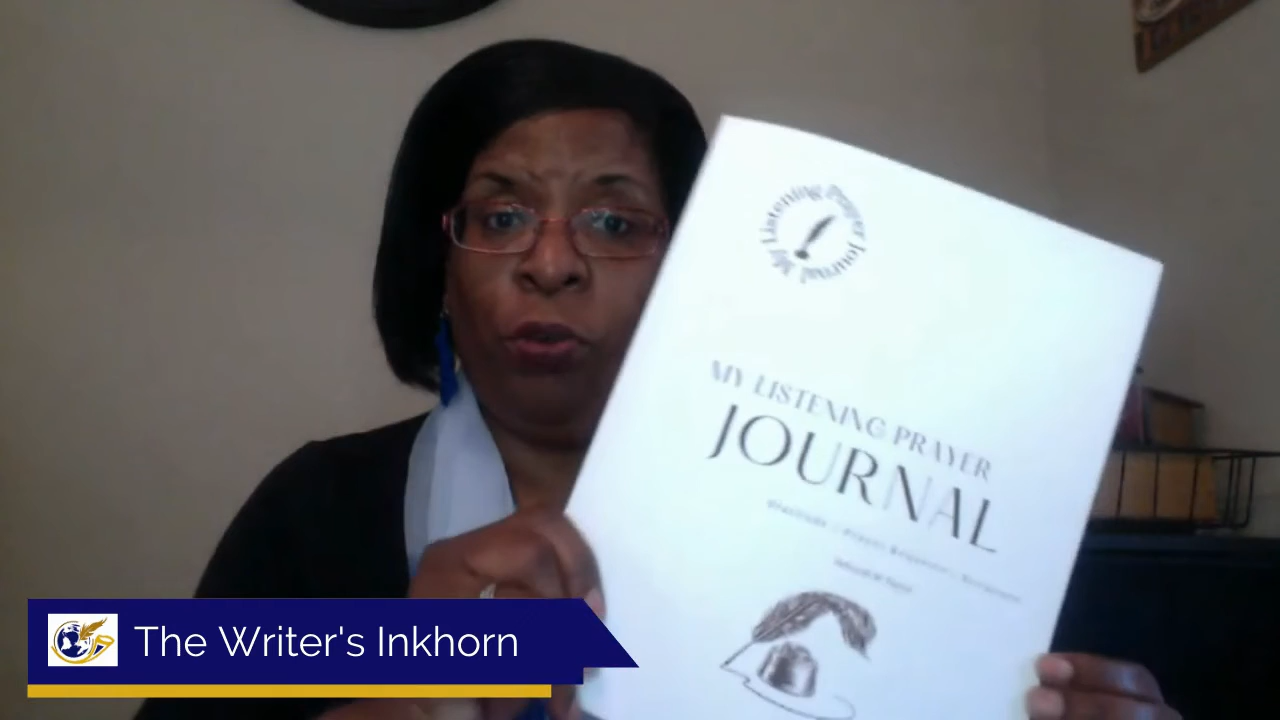 My Listening Prayer Journal
MY LISTENING PRAYER
JOURNAL
The Writer's Inkhorn